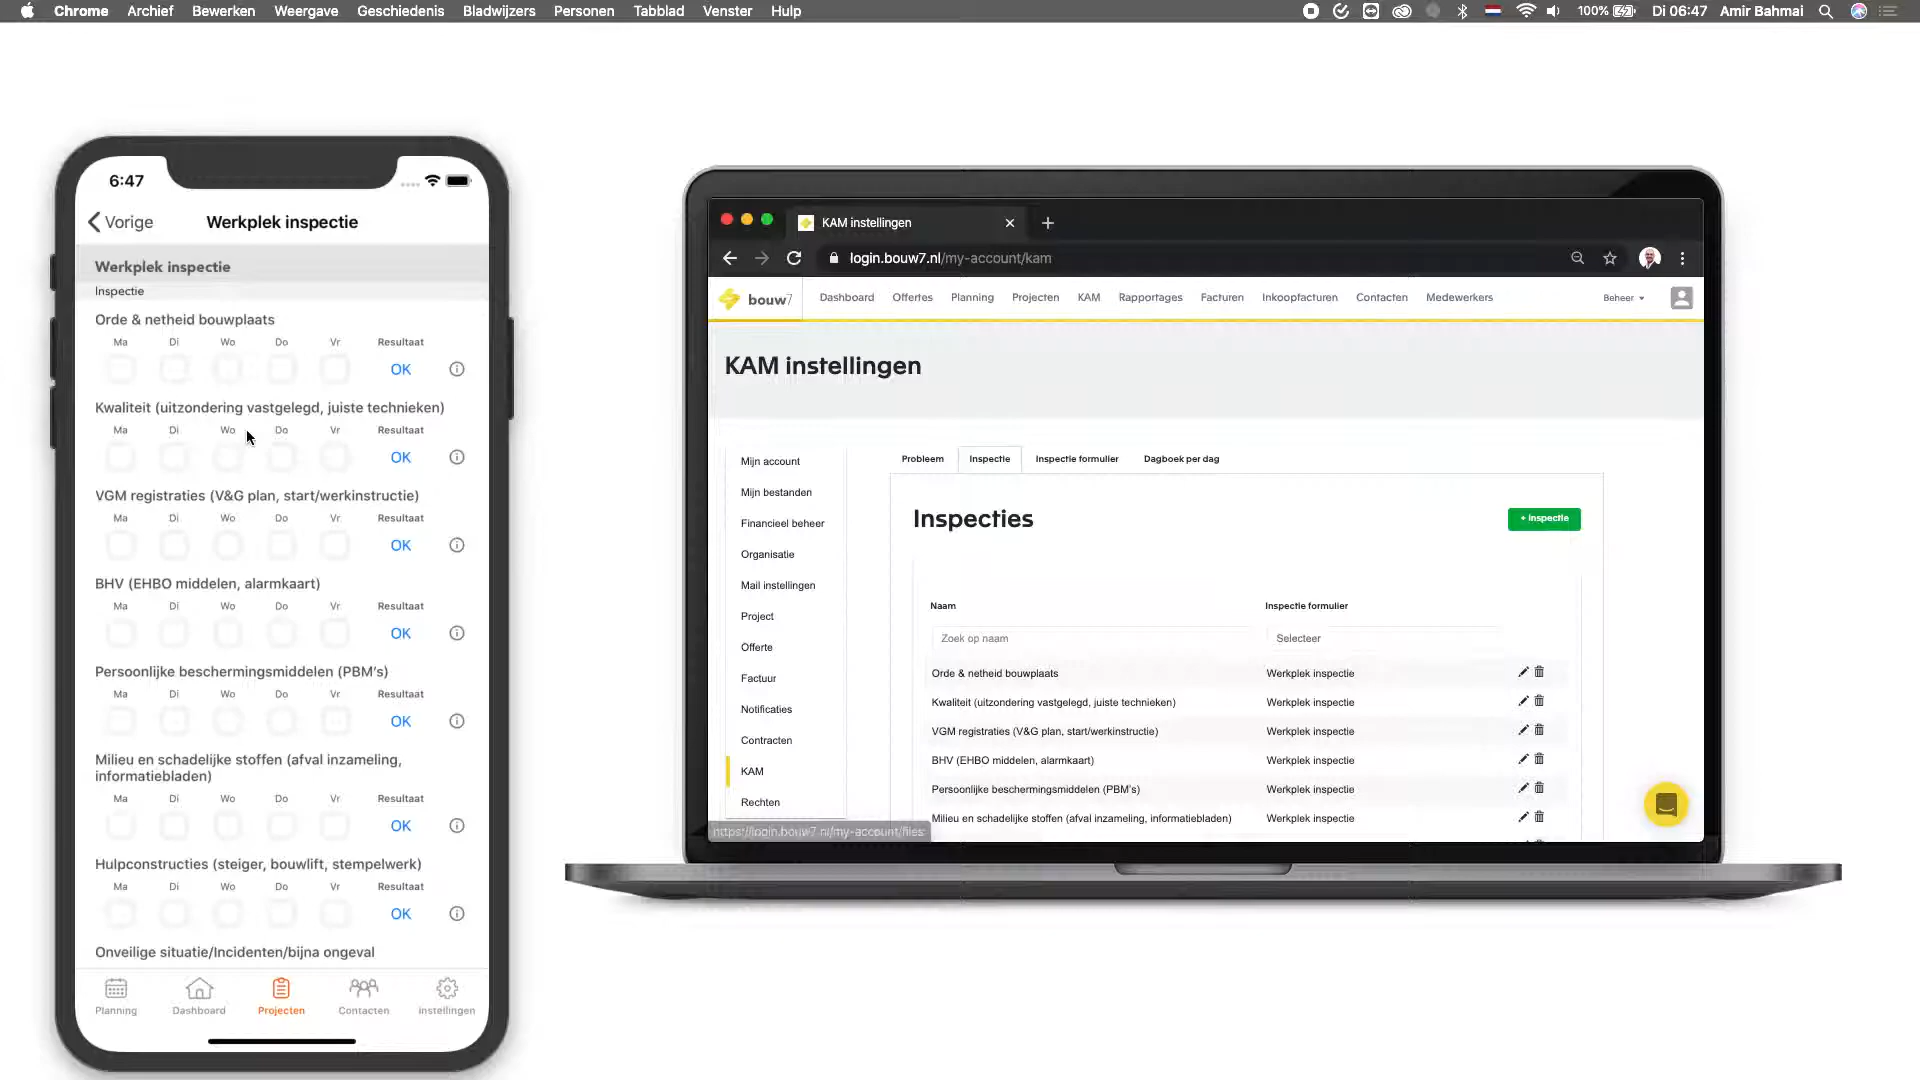 Chrome Archief Bewerken Weergave Geschiedenis Bladwijzers Personen Tabblad Venster Hulp
100% Di 06:47 Amir Bahmai
6:47
Vorige Werkplek inspectie
Werkplek inspectie
Inspectie
Orde & netheid bouwplaats
Ma Di Wo Do Vr Resultaat
OK
Kwaliteit (uitzondering vastgelegd, juiste technieken)
Ma Di Wo Do Vr Resultaat
OK
VGM registraties (V&G plan, start/werkinstructie)
Ma Di Wo Do Vr Resultaat
OK
BHV (EHBO middelen, alarmkaart)
Ma Di Wo Do Vr Resultaat
OK
Persoonlijke beschermingsmiddelen (PBM's)
Ma Di Wo Do Vr Resultaat
OK
Milieu en schadelijke stoffen (afval inzameling,
informatiebladen)
Ma Di Wo Do Vr Resultaat
OK
Hulpconstructies (steiger, bouwlift, stempelwerk)
Ma Di Wo Do Vr Resultaat
OK
Onveilige situatie/Incidenten/bijna ongeval
Planning Dashboard Projecten Contacten Instellingen
KAM instellingen
login.bouw7.nl/my-account/kam
bouw7 Dashboard Offertes Planning Projecten KAM Rapportages Facturen Inkoopfacturen Contacten Medewerkers Beheer
KAM instellingen
Mijn account
Mijn bestanden
Financieel beheer
Organisatie
Mail instellingen
Project
Offerte
Factuur
Notificaties
Contracten
KAM
Rechten
https://login.bouw7.nl/my-account/files
Probleem Inspectie Inspectie formulier Dagboek per dag
Inspecties + Inspectie
Naam Inspectie formulier
Zoek op naam Selecteer
Orde & netheid bouwplaats Werkplek inspectie
Kwaliteit (uitzondering vastgelegd, juiste technieken) Werkplek inspectie
VGM registraties (V&G plan, start/werkinstructie) Werkplek inspectie
BHV (EHBO middelen, alarmkaart) Werkplek inspectie
Persoonlijke beschermingsmiddelen (PBM's) Werkplek inspectie
Milieu en schadelijke stoffen (afval inzameling, informatiebladen) Werkplek inspectie